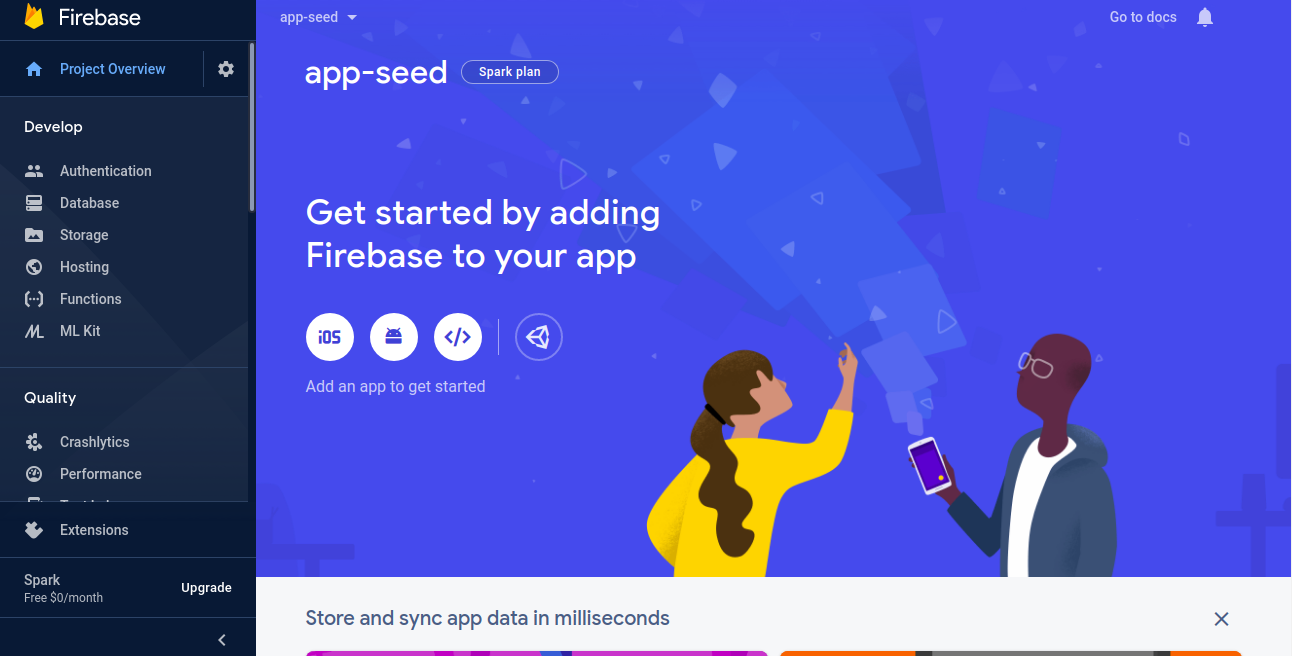 Firebase
app-seed
Go to docs
Project Overview
app-seed
Spark plan
Develop
Authentication
Database
Storage
Hosting
Functions
ML Kit
Get started by adding
Firebase to your app
iOS
</>
Add an app to get started
Quality
Crashlytics
Performance
Extensions
Spark
Free $0/month
Upgrade
Store and sync app data in milliseconds